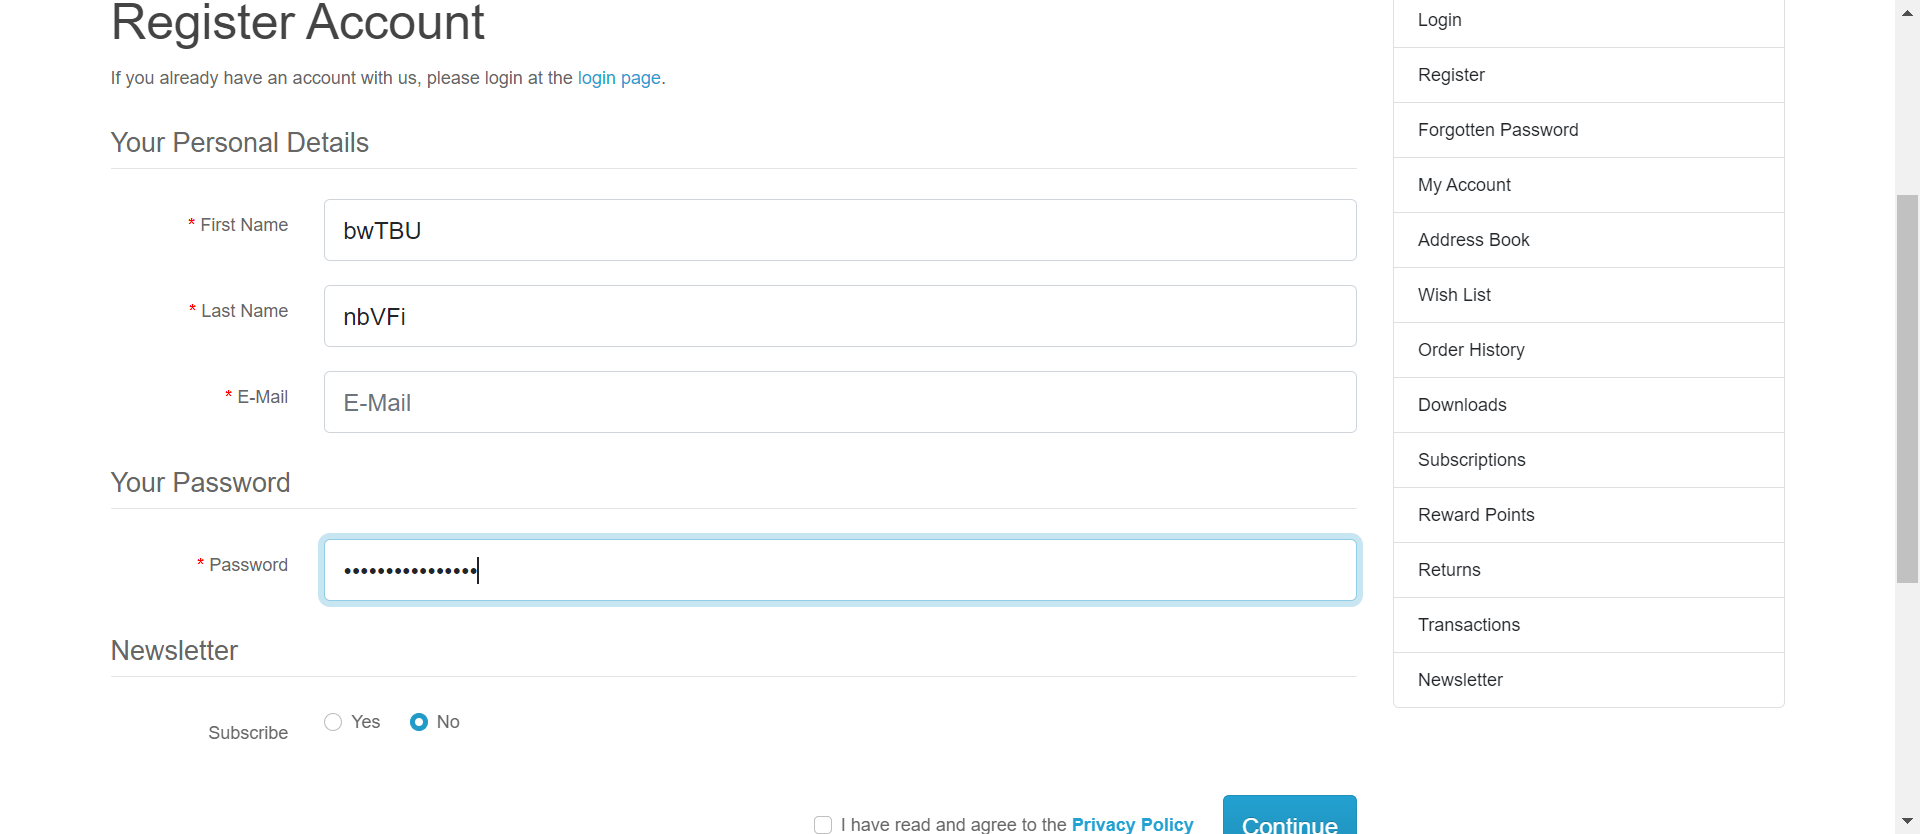 Register Account
If you already have an account with us, please login at the login page.
Your Personal Details
* First Name
bwTBU
* Last Name
nbVFi
* E-Mail
E-Mail
Your Password
* Password
••••••••••••••••
Newsletter
Subscribe
Yes
No
I have read and agree to the Privacy Policy
Continue
Login
Register
Forgotten Password
My Account
Address Book
Wish List
Order History
Downloads
Subscriptions
Reward Points
Returns
Transactions
Newsletter